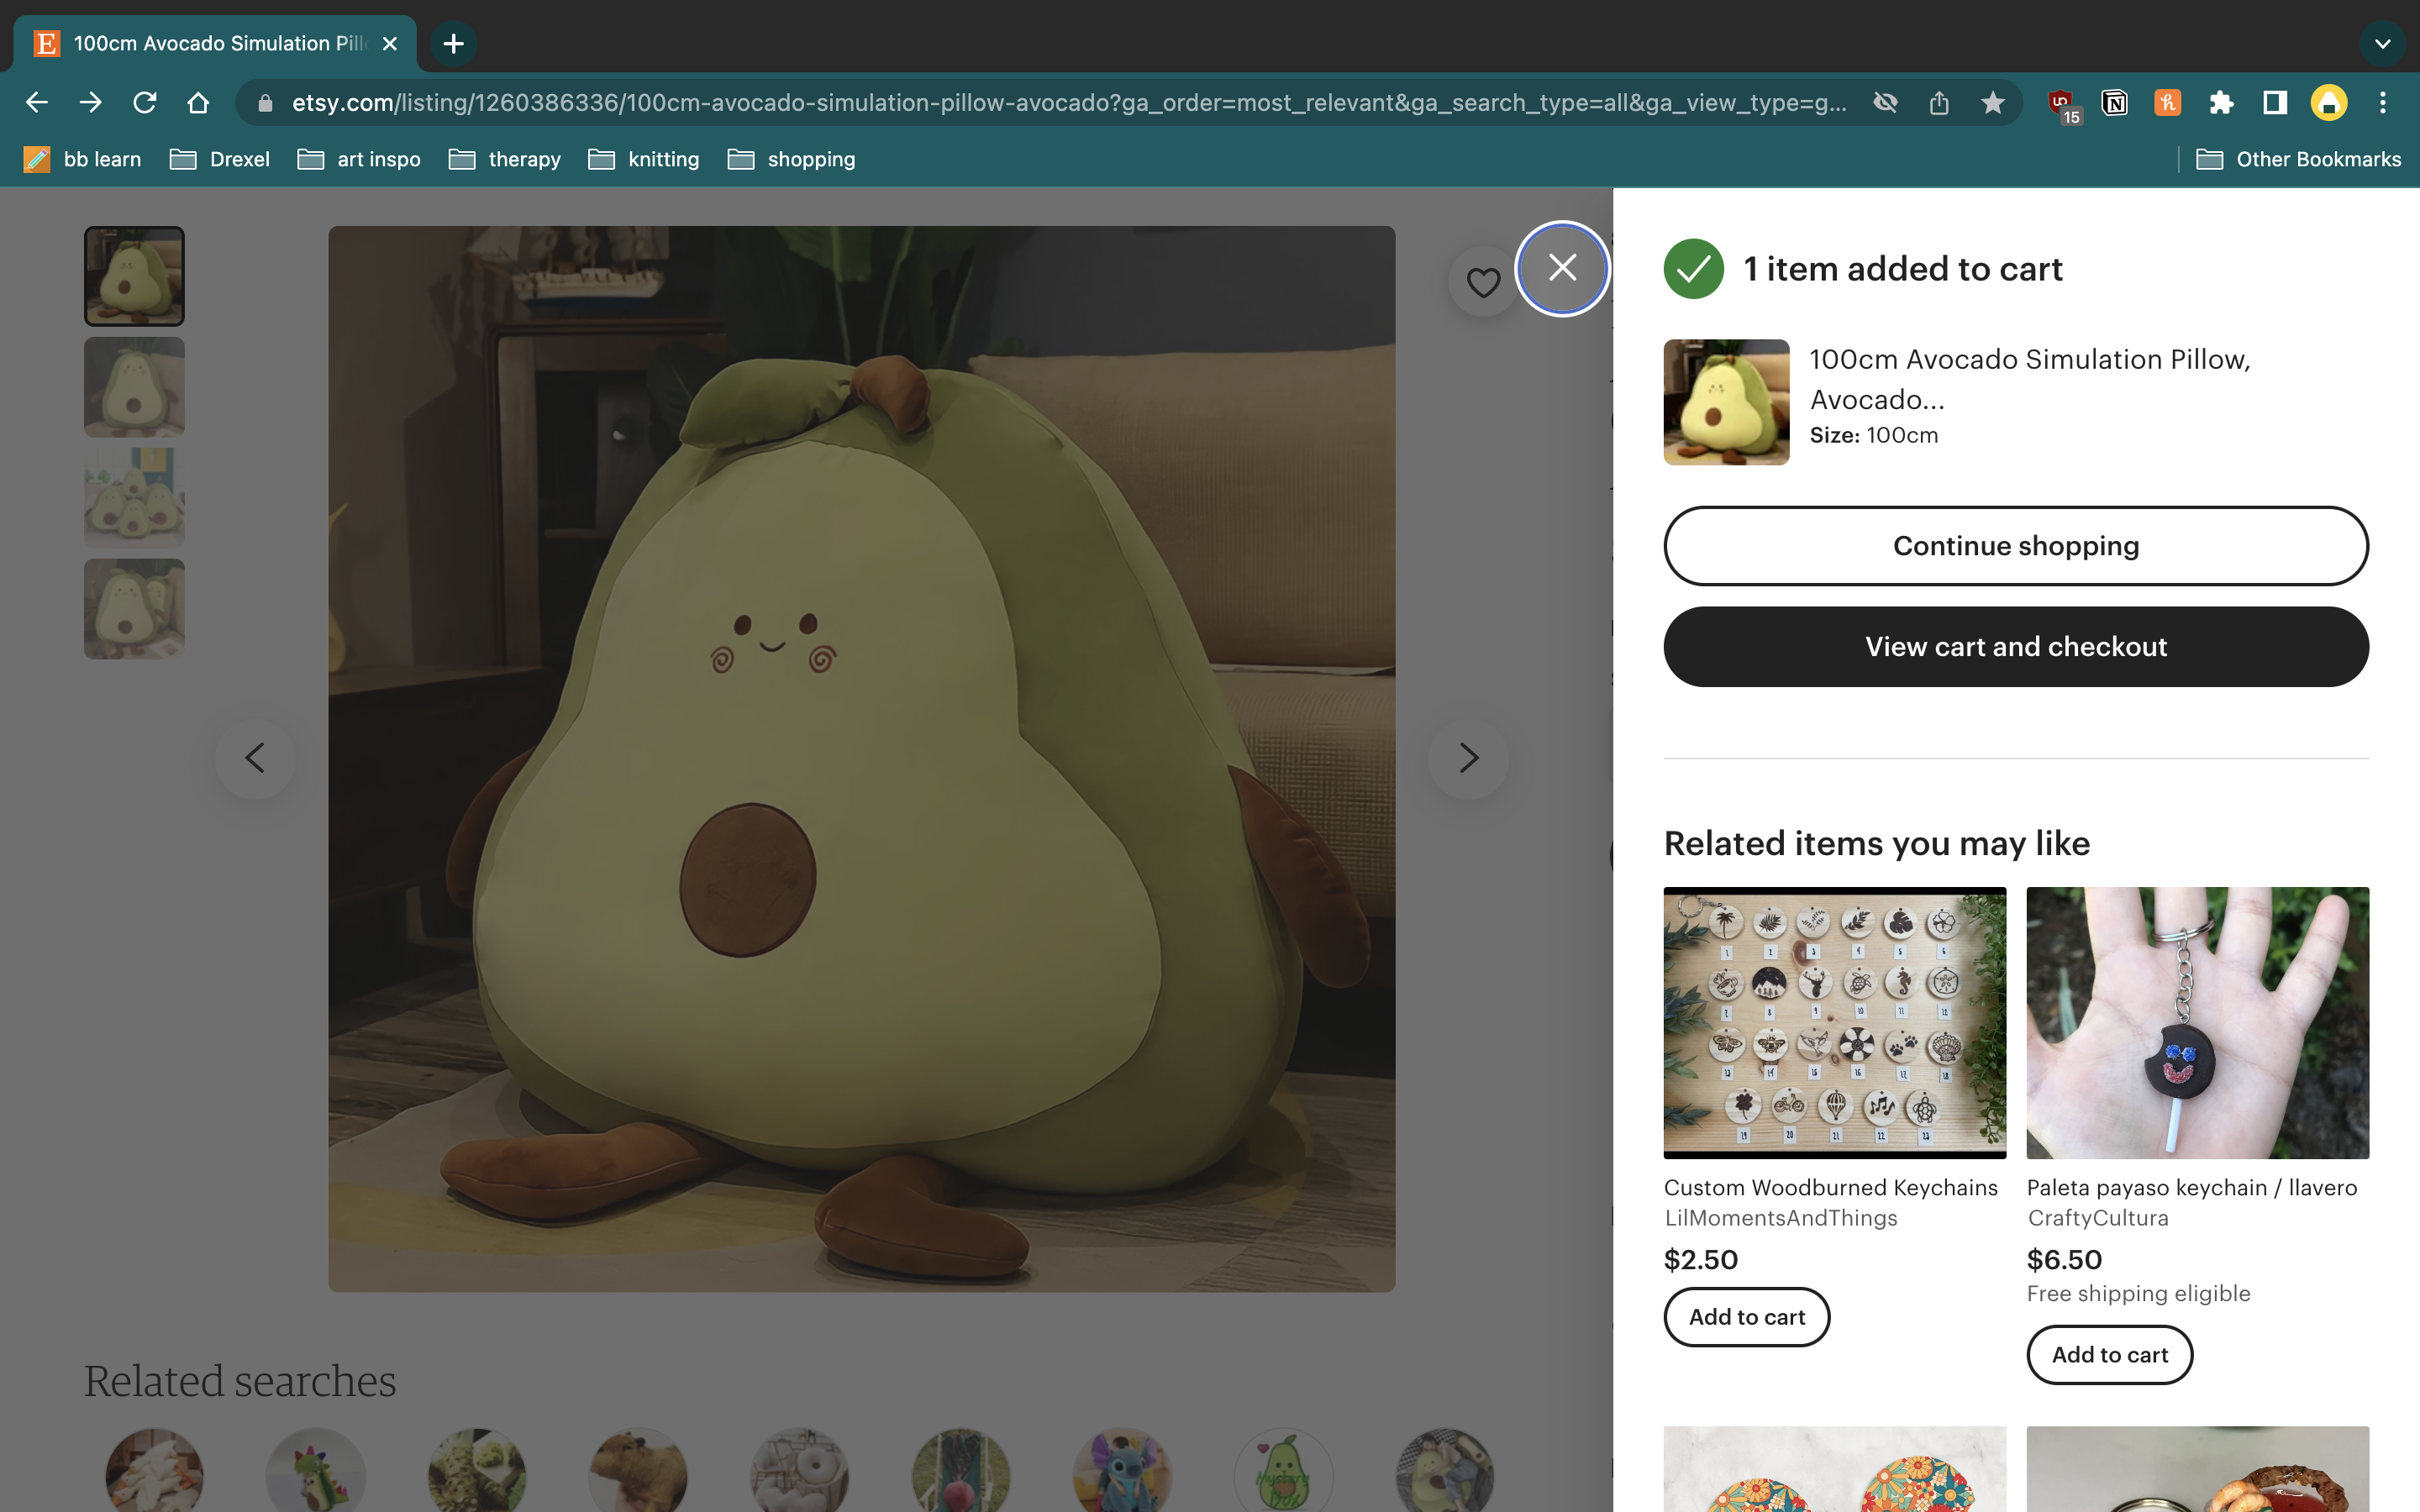 100cm Avocado Simulation Pill
etsy.com/listing/1260386336/100cm-avocado-simulation-pillow-avocado?ga_order=most_relevant&ga_search_type=all&ga_view_type=g...
15
bb learn
Drexel
art inspo
therapy
knitting
shopping
Other Bookmarks
1 item added to cart
100cm Avocado Simulation Pillow,
Avocado...
Size: 100cm
Continue shopping
View cart and checkout
Related items you may like
Custom Woodburned Keychains
LilMomentsAndThings
$2.50
Add to cart
Paleta payaso keychain / llavero
CraftyCultura
$6.50
Free shipping eligible
Add to cart
Related searches
Mystery
Box